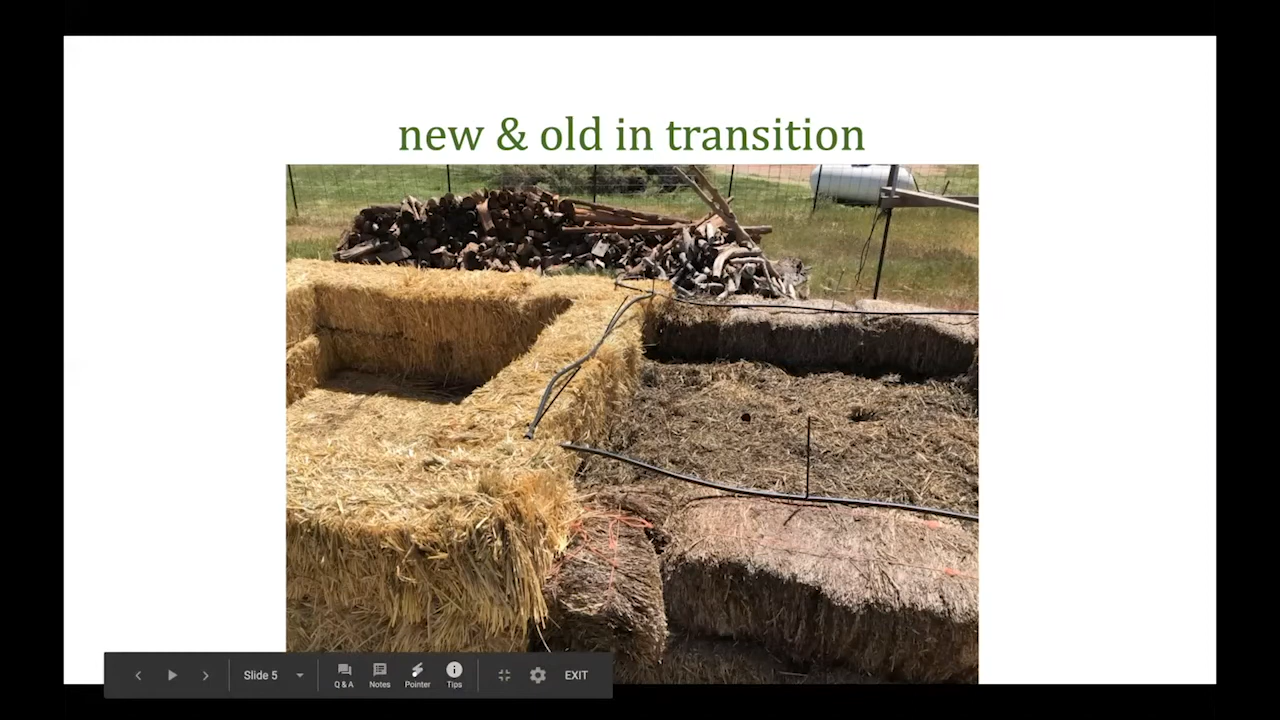 new & old in transition
Slide 5
Q & A
Notes
Pointer
Tips
EXIT